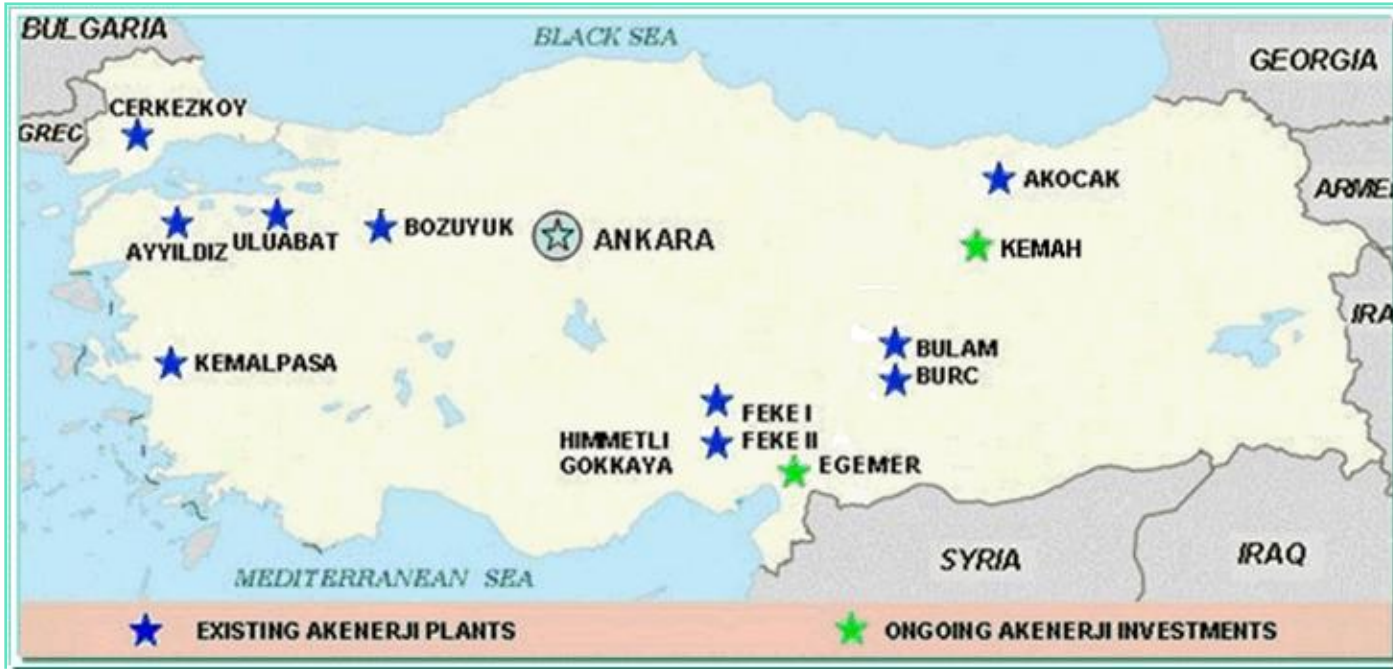 BULGARIA
BLACK SEA
GEORGIA
CERKEZKOY
GREC
ARME
AKOCAK
AYYILDIZ
ULUABAT
BOZUYUK
ANKARA
KEMAH
IRA
KEMALPASA
BULAM
BURC
FEKE I
HIMMETLI
FEKE II
GOKKAYA
EGEMER
SYRIA
IRAQ
MEDITERRANEAN SEA
EXISTING AKENERJI PLANTS
ONGOING AKENERJI INVESTMENTS